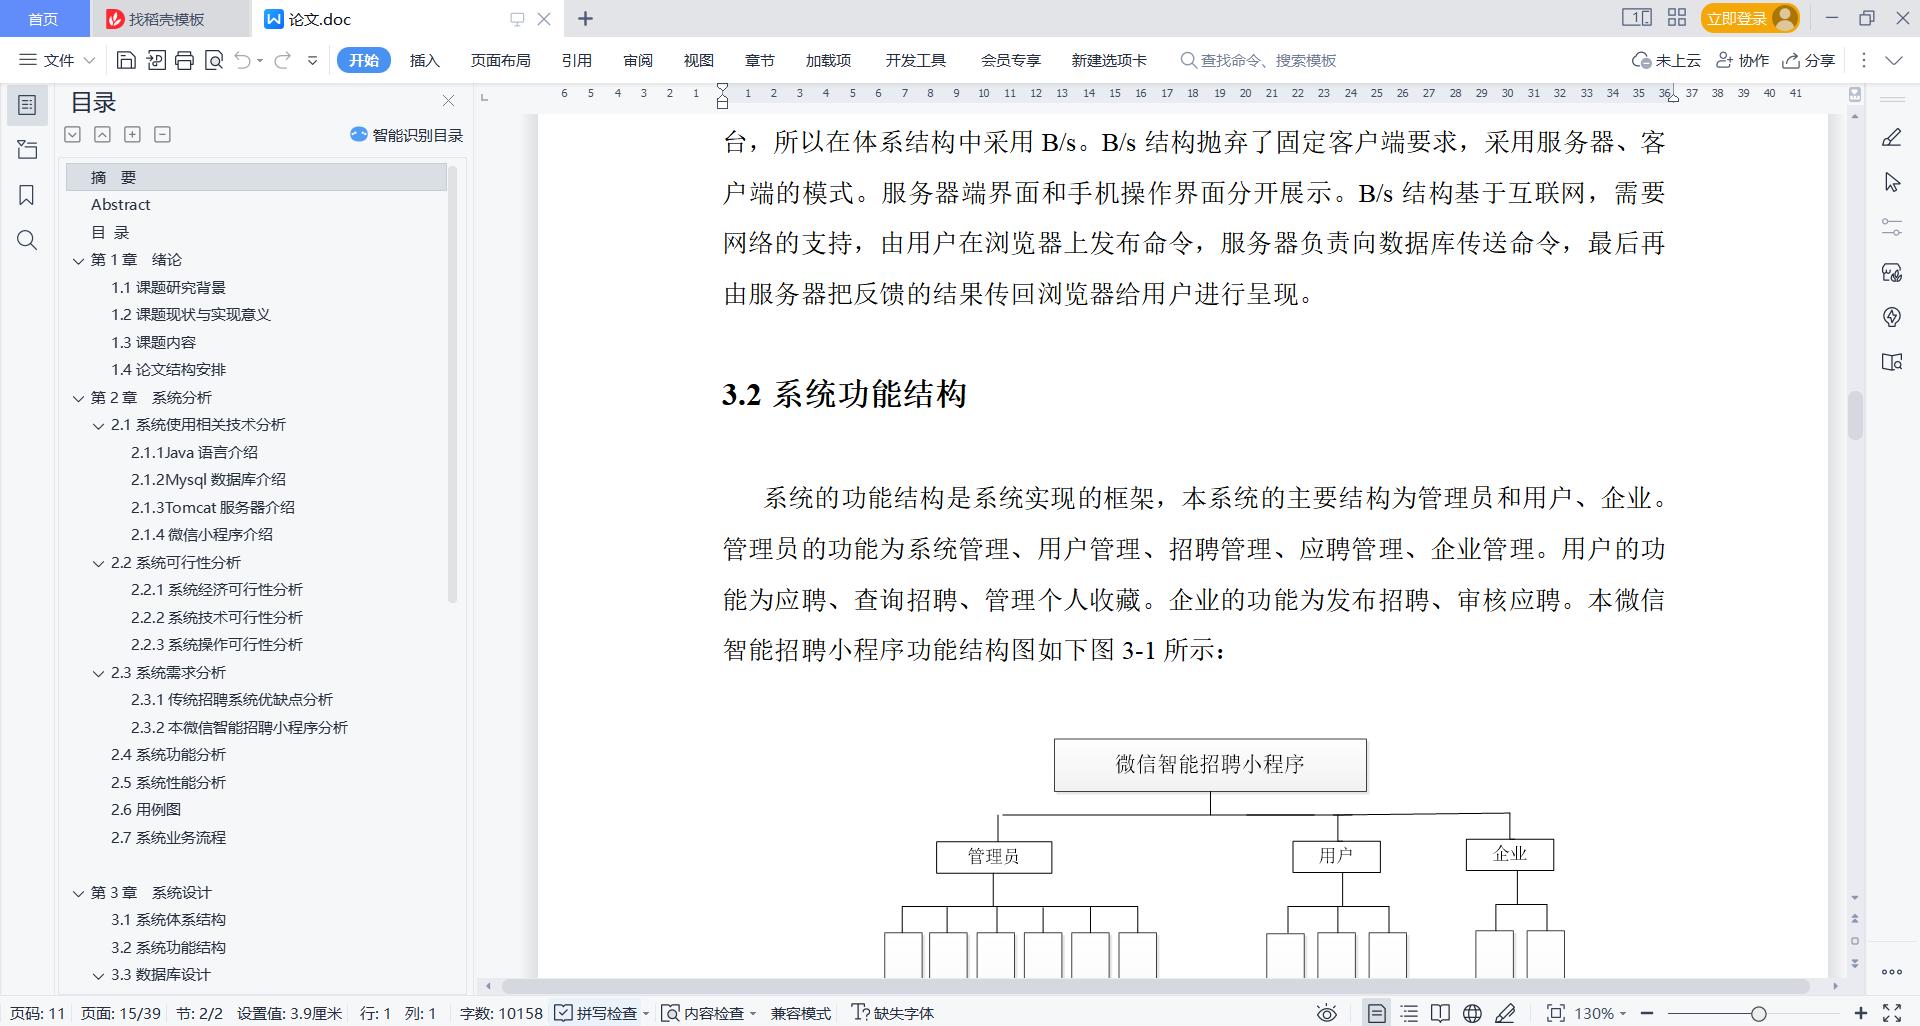 首页
找稻壳模板
论文.doc
立即登录
文件
开始
插入
页面布局
引用
审阅
视图
章节
加载项
开发工具
会员专享
新建选项卡
查找命令、搜索模板
未上云
协作
分享
目录
智能识别目录
摘 要
Abstract
目 录
第 1 章 绪论
1.1 课题研究背景
1.2 课题现状与实现意义
1.3 课题内容
1.4 论文结构安排
第 2 章 系统分析
2.1 系统使用相关技术分析
2.1.1Java 语言介绍
2.1.2Mysql 数据库介绍
2.1.3Tomcat 服务器介绍
2.1.4 微信小程序介绍
2.2 系统可行性分析
2.2.1 系统经济可行性分析
2.2.2 系统技术可行性分析
2.2.3 系统操作可行性分析
2.3 系统需求分析
2.3.1 传统招聘系统优缺点分析
2.3.2 本微信智能招聘小程序分析
2.4 系统功能分析
2.5 系统性能分析
2.6 用例图
2.7 系统业务流程
第 3 章 系统设计
3.1 系统体系结构
3.2 系统功能结构
3.3 数据库设计
6 5 4 3 2 1 1 2 3 4 5 6 7 8 9 10 11 12 13 14 15 16 17 18 19 20 21 22 23 24 25 26 27 28 29 30 31 32 33 34 35 36 37 38 39 40 41
台，所以在体系结构中采用 B/s。B/s 结构抛弃了固定客户端要求，采用服务器、客
户端的模式。服务器端界面和手机操作界面分开展示。B/s 结构基于互联网，需要
网络的支持，由用户在浏览器上发布命令，服务器负责向数据库传送命令，最后再
由服务器把反馈的结果传回浏览器给用户进行呈现。
3.2 系统功能结构
系统的功能结构是系统实现的框架，本系统的主要结构为管理员和用户、企业。
管理员的功能为系统管理、用户管理、招聘管理、应聘管理、企业管理。用户的功
能为应聘、查询招聘、管理个人收藏。企业的功能为发布招聘、审核应聘。本微信
智能招聘小程序功能结构图如下图 3-1 所示：
微信智能招聘小程序
管理员
用户
企业
页码: 11
页面: 15/39
节: 2/2
设置值: 3.9厘米
行: 1
列: 1
字数: 10158
拼写检查
内容检查
兼容模式
缺失字体
130%